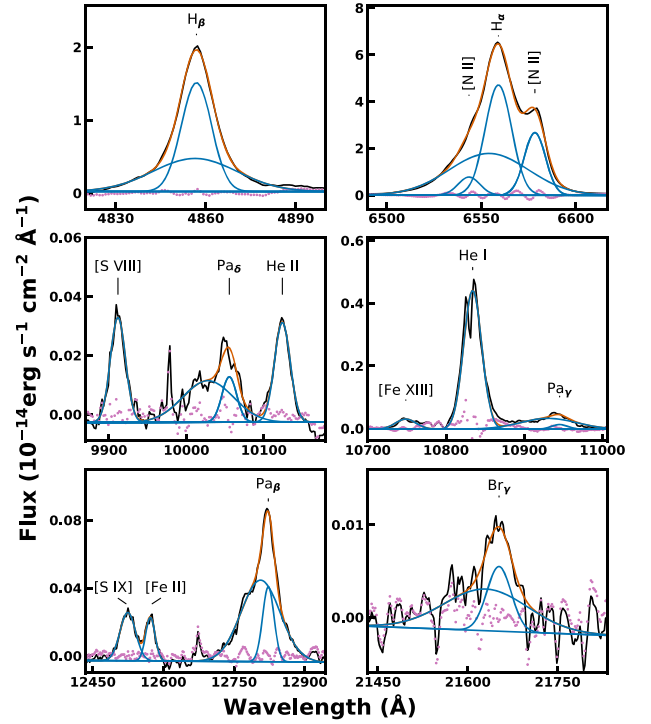 H𝛃
2
1
0
4830 4860 4890
H𝛂
[N II]
[N II]
8
6
4
2
0
6500 6550 6600
0.06
0.04
0.02
0.00
[S VIII]
Pa𝛅
He II
9900 10000 10100
0.6
0.4
0.2
0.0
He I
[Fe XIII]
Pa𝛄
10700 10800 10900 11000
0.08
0.04
0.00
Pa𝛃
[S IX] [Fe II]
12450 12600 12750 12900
0.01
0.00
Br𝛄
21450 21600 21750
Flux (10⁻¹⁴erg s⁻¹ cm⁻² Å⁻¹)
Wavelength (Å)